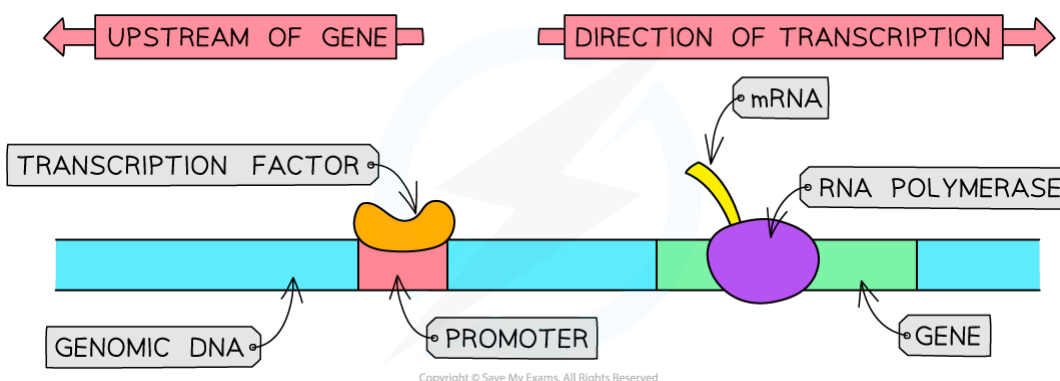 UPSTREAM OF GENE
DIRECTION OF TRANSCRIPTION
mRNA
TRANSCRIPTION FACTOR
RNA POLYMERASE
GENOMIC DNA
PROMOTER
GENE
Copyright © Save My Exams. All Rights Reserved